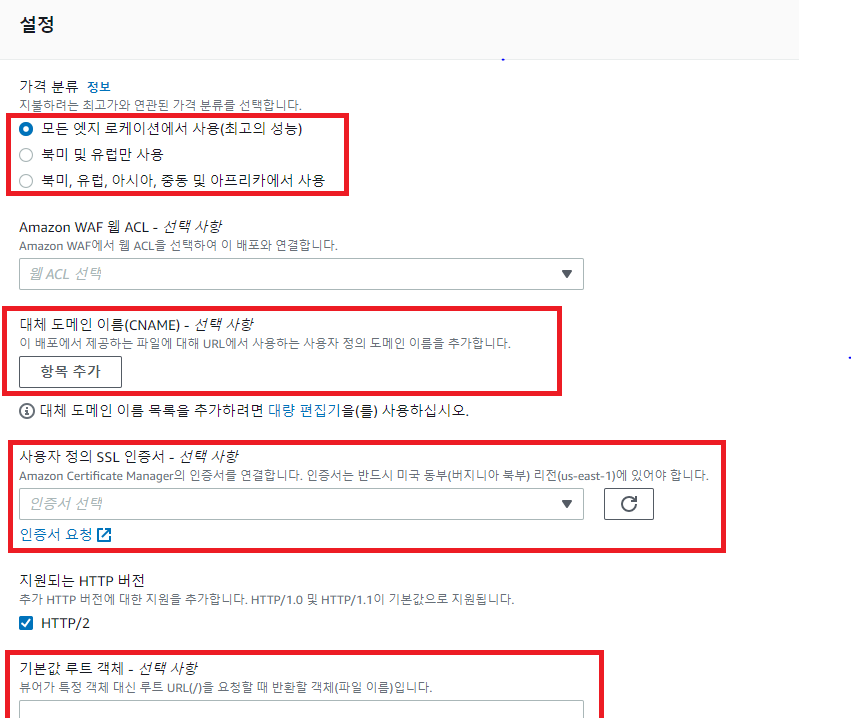 설정
가격 분류 정보
지불하려는 최고가와 연관된 가격 분류를 선택합니다.
모든 엣지 로케이션에서 사용(최고의 성능)
북미 및 유럽만 사용
북미, 유럽, 아시아, 중동 및 아프리카에서 사용
Amazon WAF 웹 ACL - 선택 사항
Amazon WAF에서 웹 ACL을 선택하여 이 배포와 연결합니다.
웹 ACL 선택
대체 도메인 이름(CNAME) - 선택 사항
이 배포에서 제공하는 파일에 대해 URL에서 사용하는 사용자 정의 도메인 이름을 추가합니다.
항목 추가
대체 도메인 이름 목록을 추가하려면 대량 편집기을(를) 사용하십시오.
사용자 정의 SSL 인증서 - 선택 사항
Amazon Certificate Manager의 인증서를 연결합니다. 인증서는 반드시 미국 동부(버지니아 북부) 리전(us-east-1)에 있어야 합니다.
인증서 선택
인증서 요청
지원되는 HTTP 버전
추가 HTTP 버전에 대한 지원을 추가합니다. HTTP/1.0 및 HTTP/1.1이 기본값으로 지원됩니다.
HTTP/2
기본값 루트 객체 - 선택 사항
뷰어가 특정 객체 대신 루트 URL(/)을 요청할 때 반환할 객체(파일 이름)입니다.